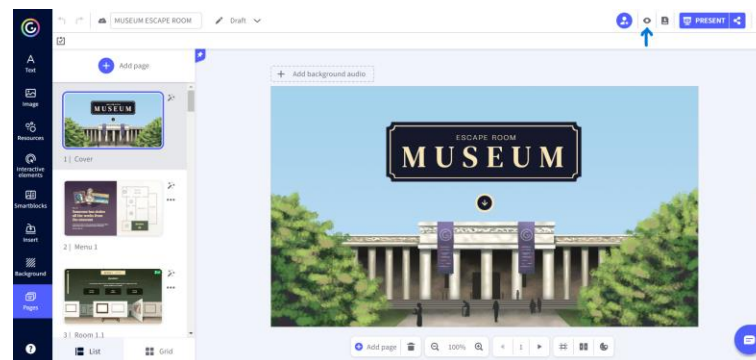 MUSEUM ESCAPE ROOM
Draft
PRESENT
Text
Image
Resources
Interactive
elements
Smartblocks
Insert
Background
Pages
?
Add page
MUSEUM
1 | Cover
2 | Menu 1
3 | Room 1.1
List
Grid
Add background audio
ESCAPE ROOM
MUSEUM
Add page
100%
1